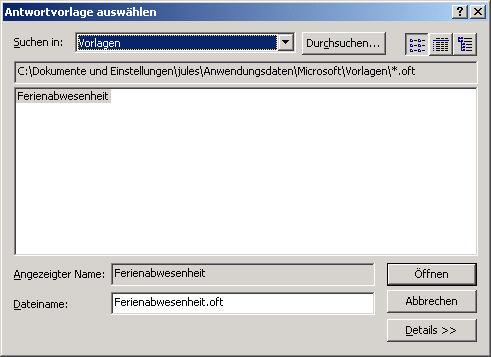 Antwortvorlage auswählen
Suchen in: Vorlagen Durchsuchen...
C:\Dokumente und Einstellungen\jules\Anwendungsdaten\Microsoft\Vorlagen\*.oft
Ferienabwesenheit
Angezeigter Name: Ferienabwesenheit Öffnen
Dateiname: Ferienabwesenheit.oft Abbrechen
Details >>